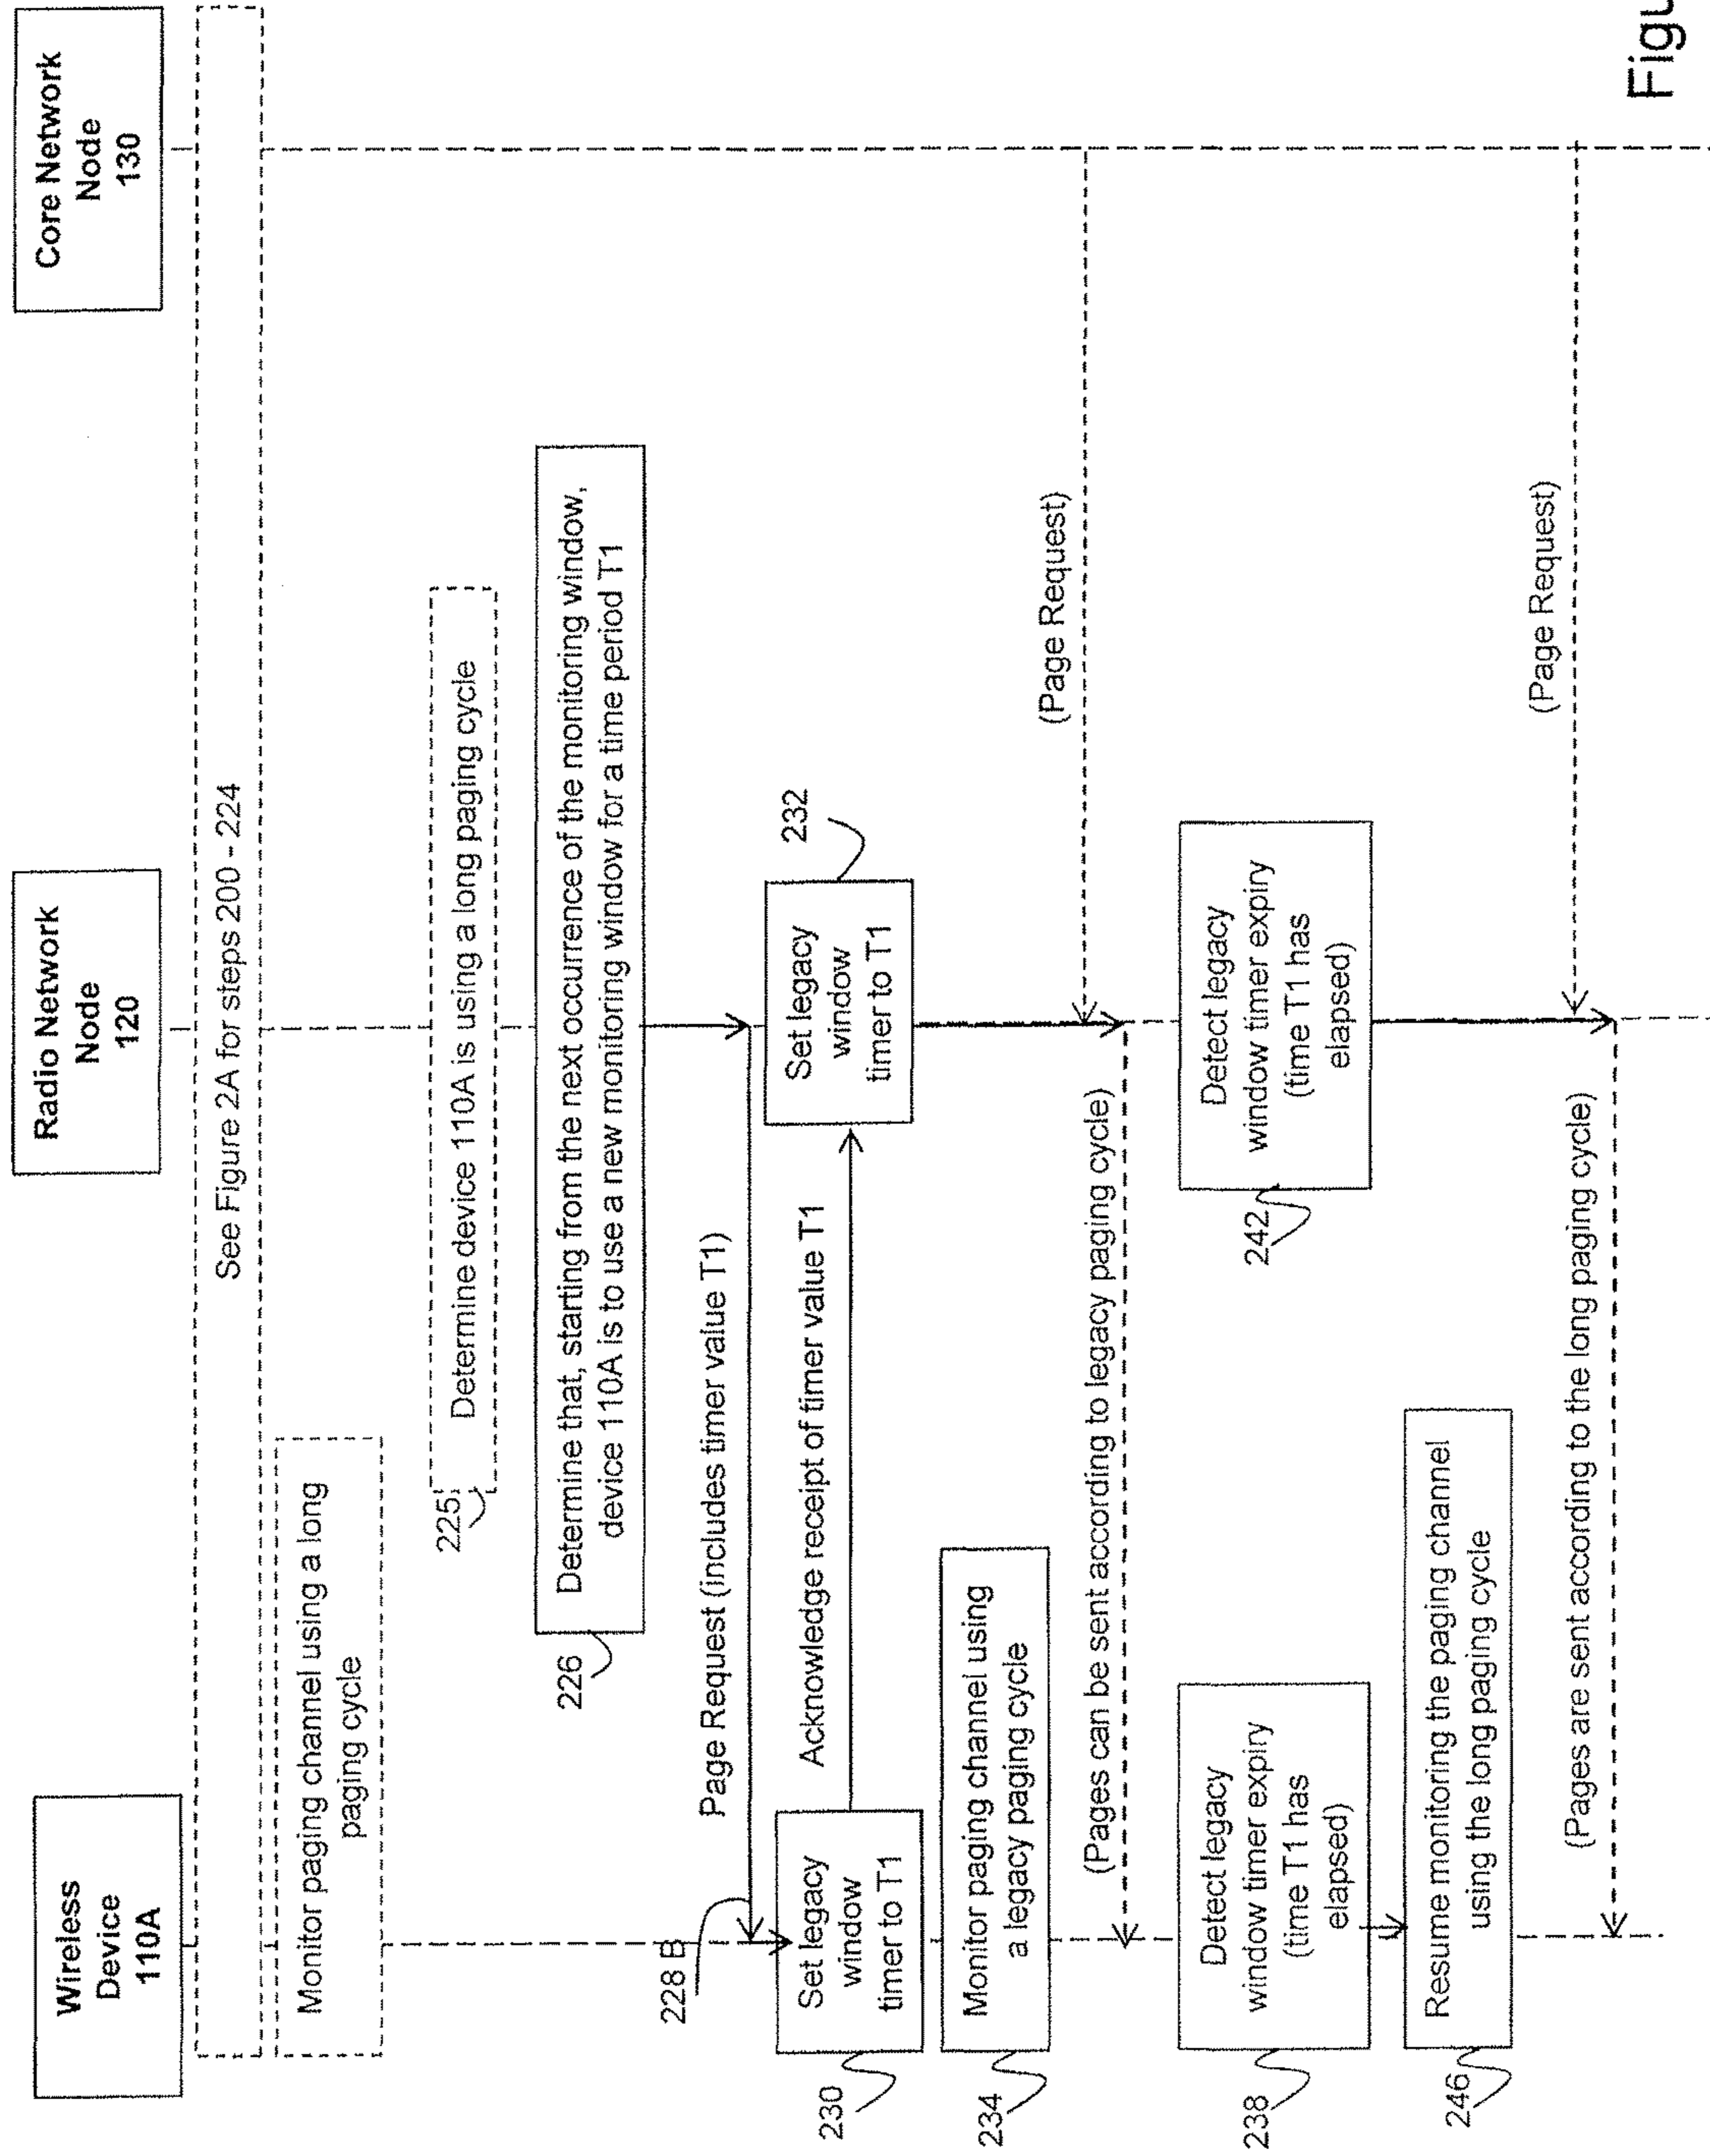 Wireless
Device
110A
Radio Network
Node
120
Core Network
Node
130
See Figure 2A for steps 200 - 224
Monitor paging channel using a long
paging cycle
225
Determine device 110A is using a long paging cycle
226
Determine that, starting from the next occurrence of the monitoring window,
device 110A is to use a new monitoring window for a time period T1
228 B
Page Request (includes timer value T1)
230
Set legacy
window
timer to T1
Acknowledge receipt of timer value T1
232
Set legacy
window
timer to T1
234
Monitor paging channel using
a legacy paging cycle
(Page Request)
(Pages can be sent according to legacy paging cycle)
238
Detect legacy
window timer expiry
(time T1 has
elapsed)
242
Detect legacy
window timer expiry
(time T1 has
elapsed)
246
Resume monitoring the paging channel
using the long paging cycle
(Page Request)
(Pages are sent according to the long paging cycle)